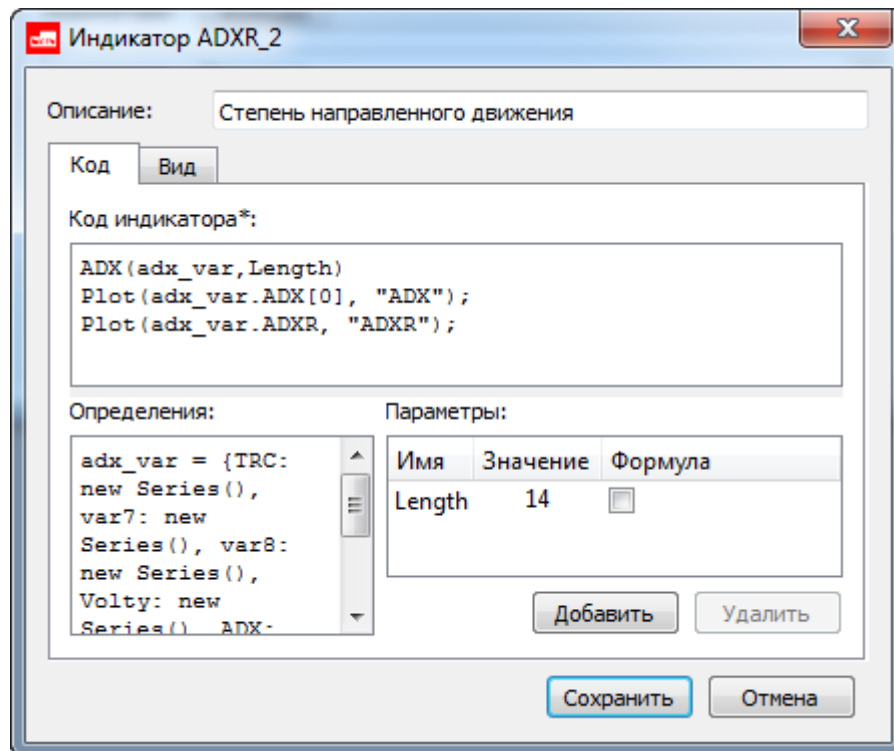 Индикатор ADXR_2
Описание:
Степень направленного движения
Код
Вид
Код индикатора*:
ADX(adx_var,Length)
Plot(adx_var.ADX[0], "ADX");
Plot(adx_var.ADXR, "ADXR");
Определения:
adx_var = {TRC:
new Series(),
var7: new
Series(), var8:
new Series(),
Volty: new
Series(), ADX:
Параметры:
Имя Значение Формула
Length 14
Добавить
Удалить
Сохранить
Отмена